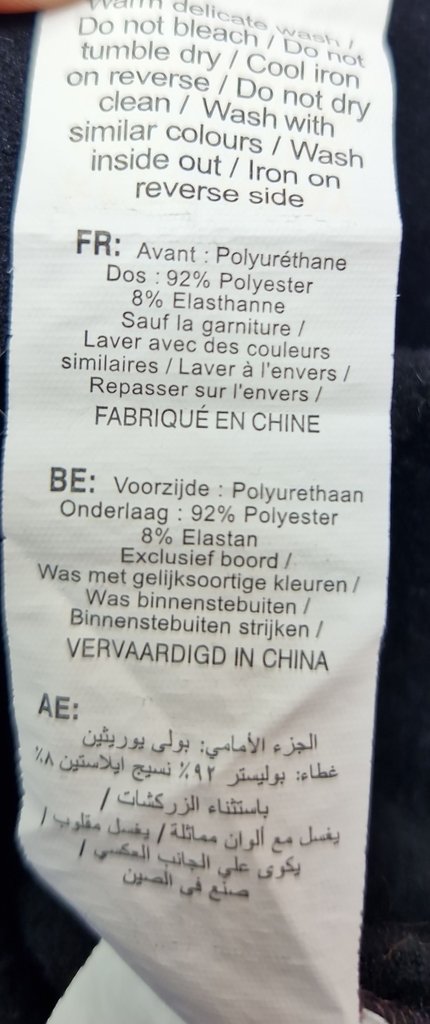 Warm delicate wash /
Do not bleach / Do not
tumble dry / Cool iron
on reverse / Do not dry
clean / Wash with
similar colours / Wash
inside out / Iron on
reverse side
FR: Avant : Polyuréthane
Dos : 92% Polyester
8% Elasthanne
Sauf la garniture /
Laver avec des couleurs
similaires / Laver à l'envers /
Repasser sur l'envers /
FABRIQUÉ EN CHINE
BE: Voorzijde : Polyurethaan
Onderlaag : 92% Polyester
8% Elastan
Exclusief boord /
Was met gelijksoortige kleuren /
Was binnenstebuiten /
Binnenstebuiten strijken /
VERVAARDIGD IN CHINA
AE:
الجزء الأمامي: بولى يوريثين
غطاء: بوليستر ٩٢٪ نسيج ايلاستين ٨٪
باستثناء الزركشات /
يغسل مع ألوان مماثلة / يغسل مقلوب /
يكوى علي الجانب العكسي /
صنع في الصين